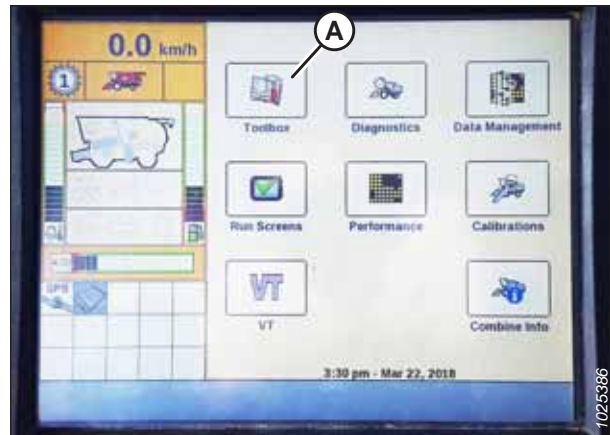 A
0.0 km/h
1
Toolbox
Diagnostics
Data Management
Run Screens
Performance
Calibrations
GPS
VT
VT
Combine Info
3:30 pm - Mar 22, 2018
1025386